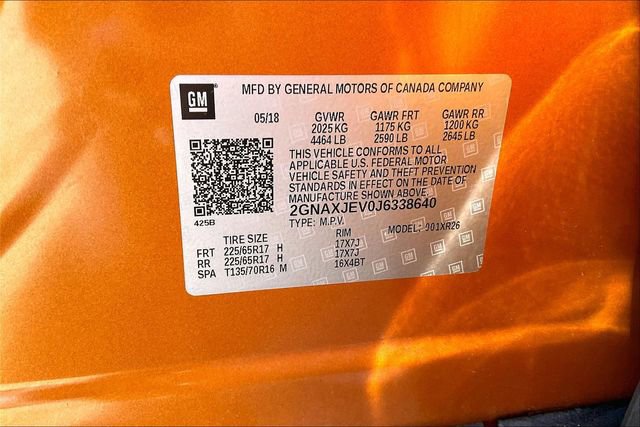 GM
MFD BY GENERAL MOTORS OF CANADA COMPANY
05/18 GVWR GAWR FRT GAWR RR
2025 KG 1175 KG 1200 KG
4464 LB 2590 LB 2645 LB
THIS VEHICLE CONFORMS TO ALL
APPLICABLE U.S. FEDERAL MOTOR
VEHICLE SAFETY AND THEFT PREVENTION
STANDARDS IN EFFECT ON THE DATE OF
MANUFACTURE SHOWN ABOVE.
425B
2GNAXJEV0J6338640
TYPE: M.P.V. MODEL: 001XR26
TIRE SIZE RIM
FRT 225/65R17 H 17X7J
RR 225/65R17 H 17X7J
SPA T135/70R16 M 16X4BT